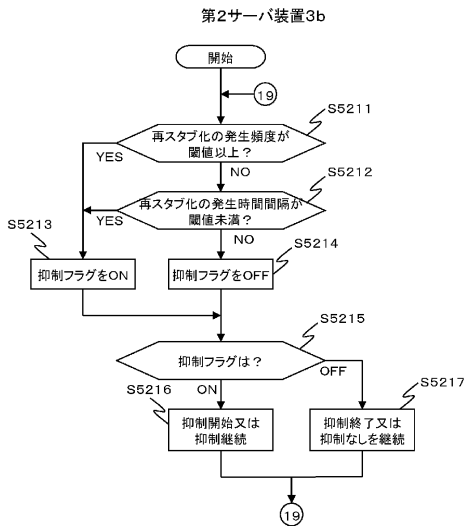 第2サーバ装置3b
開始
19
S5211
再スタブ化の発生頻度が
閾値以上？
YES
NO
S5212
再スタブ化の発生時間間隔が
閾値未満？
YES
NO
S5213
抑制フラグをON
S5214
抑制フラグをOFF
S5215
抑制フラグは？
ON
OFF
S5216
抑制開始又は
抑制継続
S5217
抑制終了又は
抑制なしを継続
19